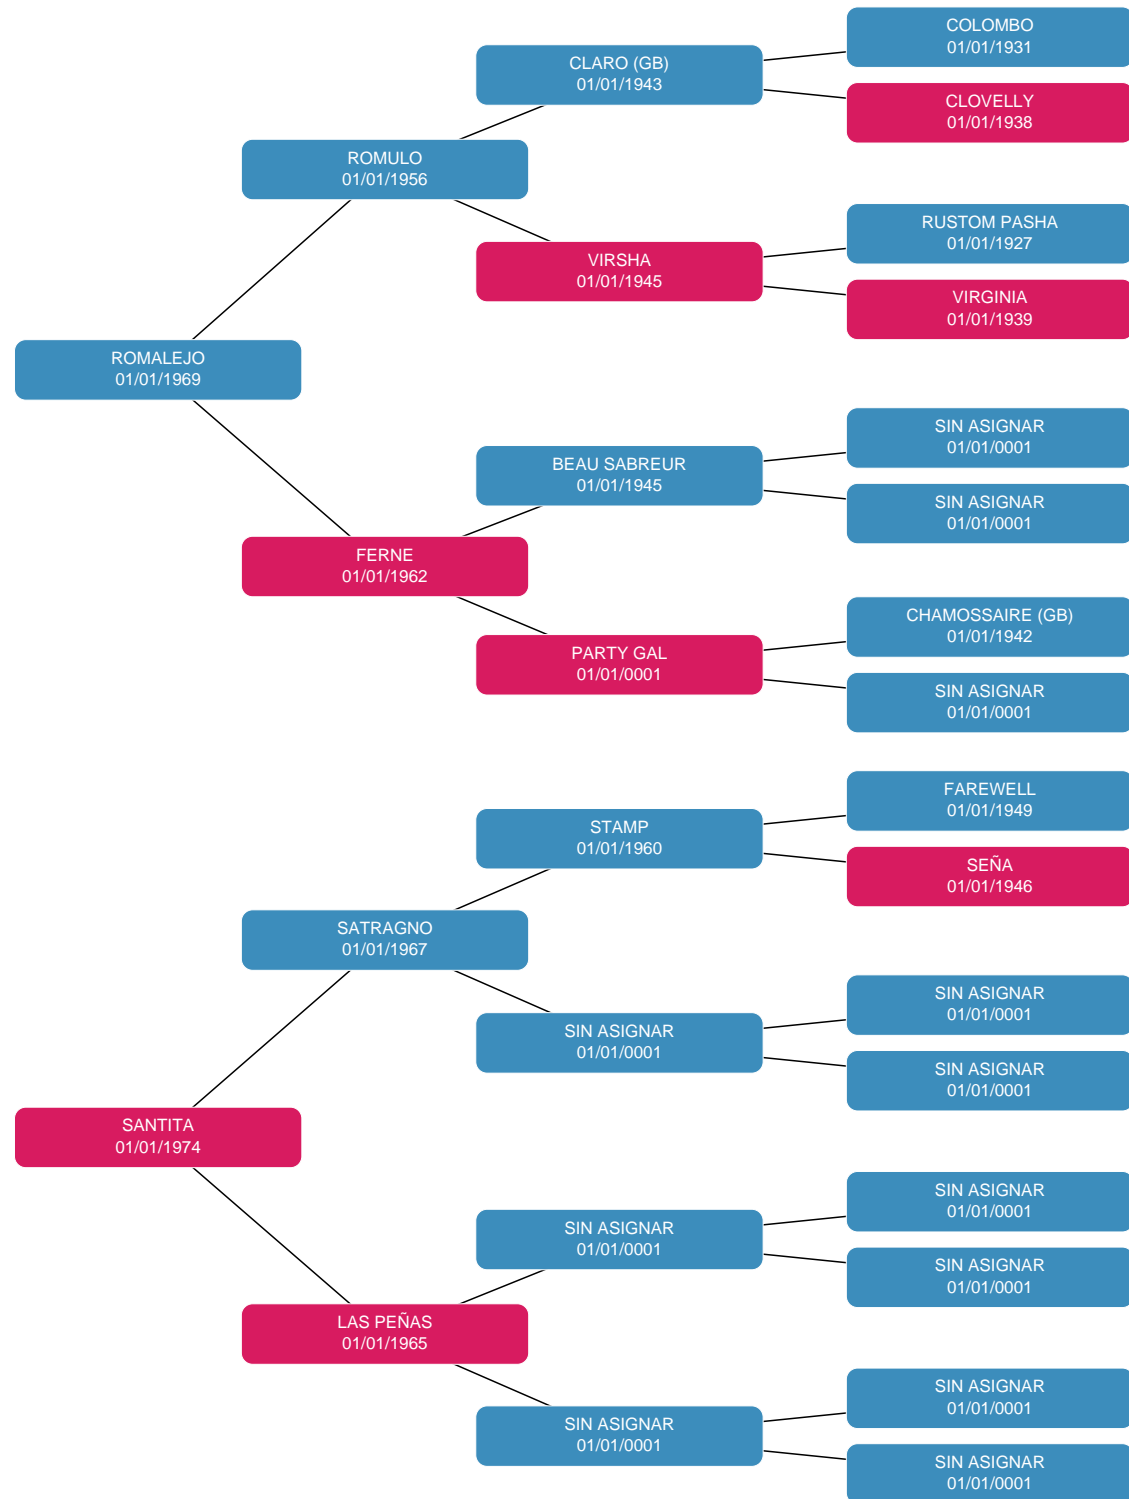 COLOMBO
01/01/1931
CLARO (GB)
01/01/1943
CLOVELLY
01/01/1938
ROMULO
01/01/1956
RUSTOM PASHA
01/01/1927
VIRSHA
01/01/1945
VIRGINIA
01/01/1939
ROMALEJO
01/01/1969
SIN ASIGNAR
01/01/0001
BEAU SABREUR
01/01/1945
SIN ASIGNAR
01/01/0001
FERNE
01/01/1962
CHAMOSSAIRE (GB)
01/01/1942
PARTY GAL
01/01/0001
SIN ASIGNAR
01/01/0001
FAREWELL
01/01/1949
STAMP
01/01/1960
SEÑA
01/01/1946
SATRAGNO
01/01/1967
SIN ASIGNAR
01/01/0001
SIN ASIGNAR
01/01/0001
SIN ASIGNAR
01/01/0001
SANTITA
01/01/1974
SIN ASIGNAR
01/01/0001
SIN ASIGNAR
01/01/0001
SIN ASIGNAR
01/01/0001
LAS PEÑAS
01/01/1965
SIN ASIGNAR
01/01/0001
SIN ASIGNAR
01/01/0001
SIN ASIGNAR
01/01/0001